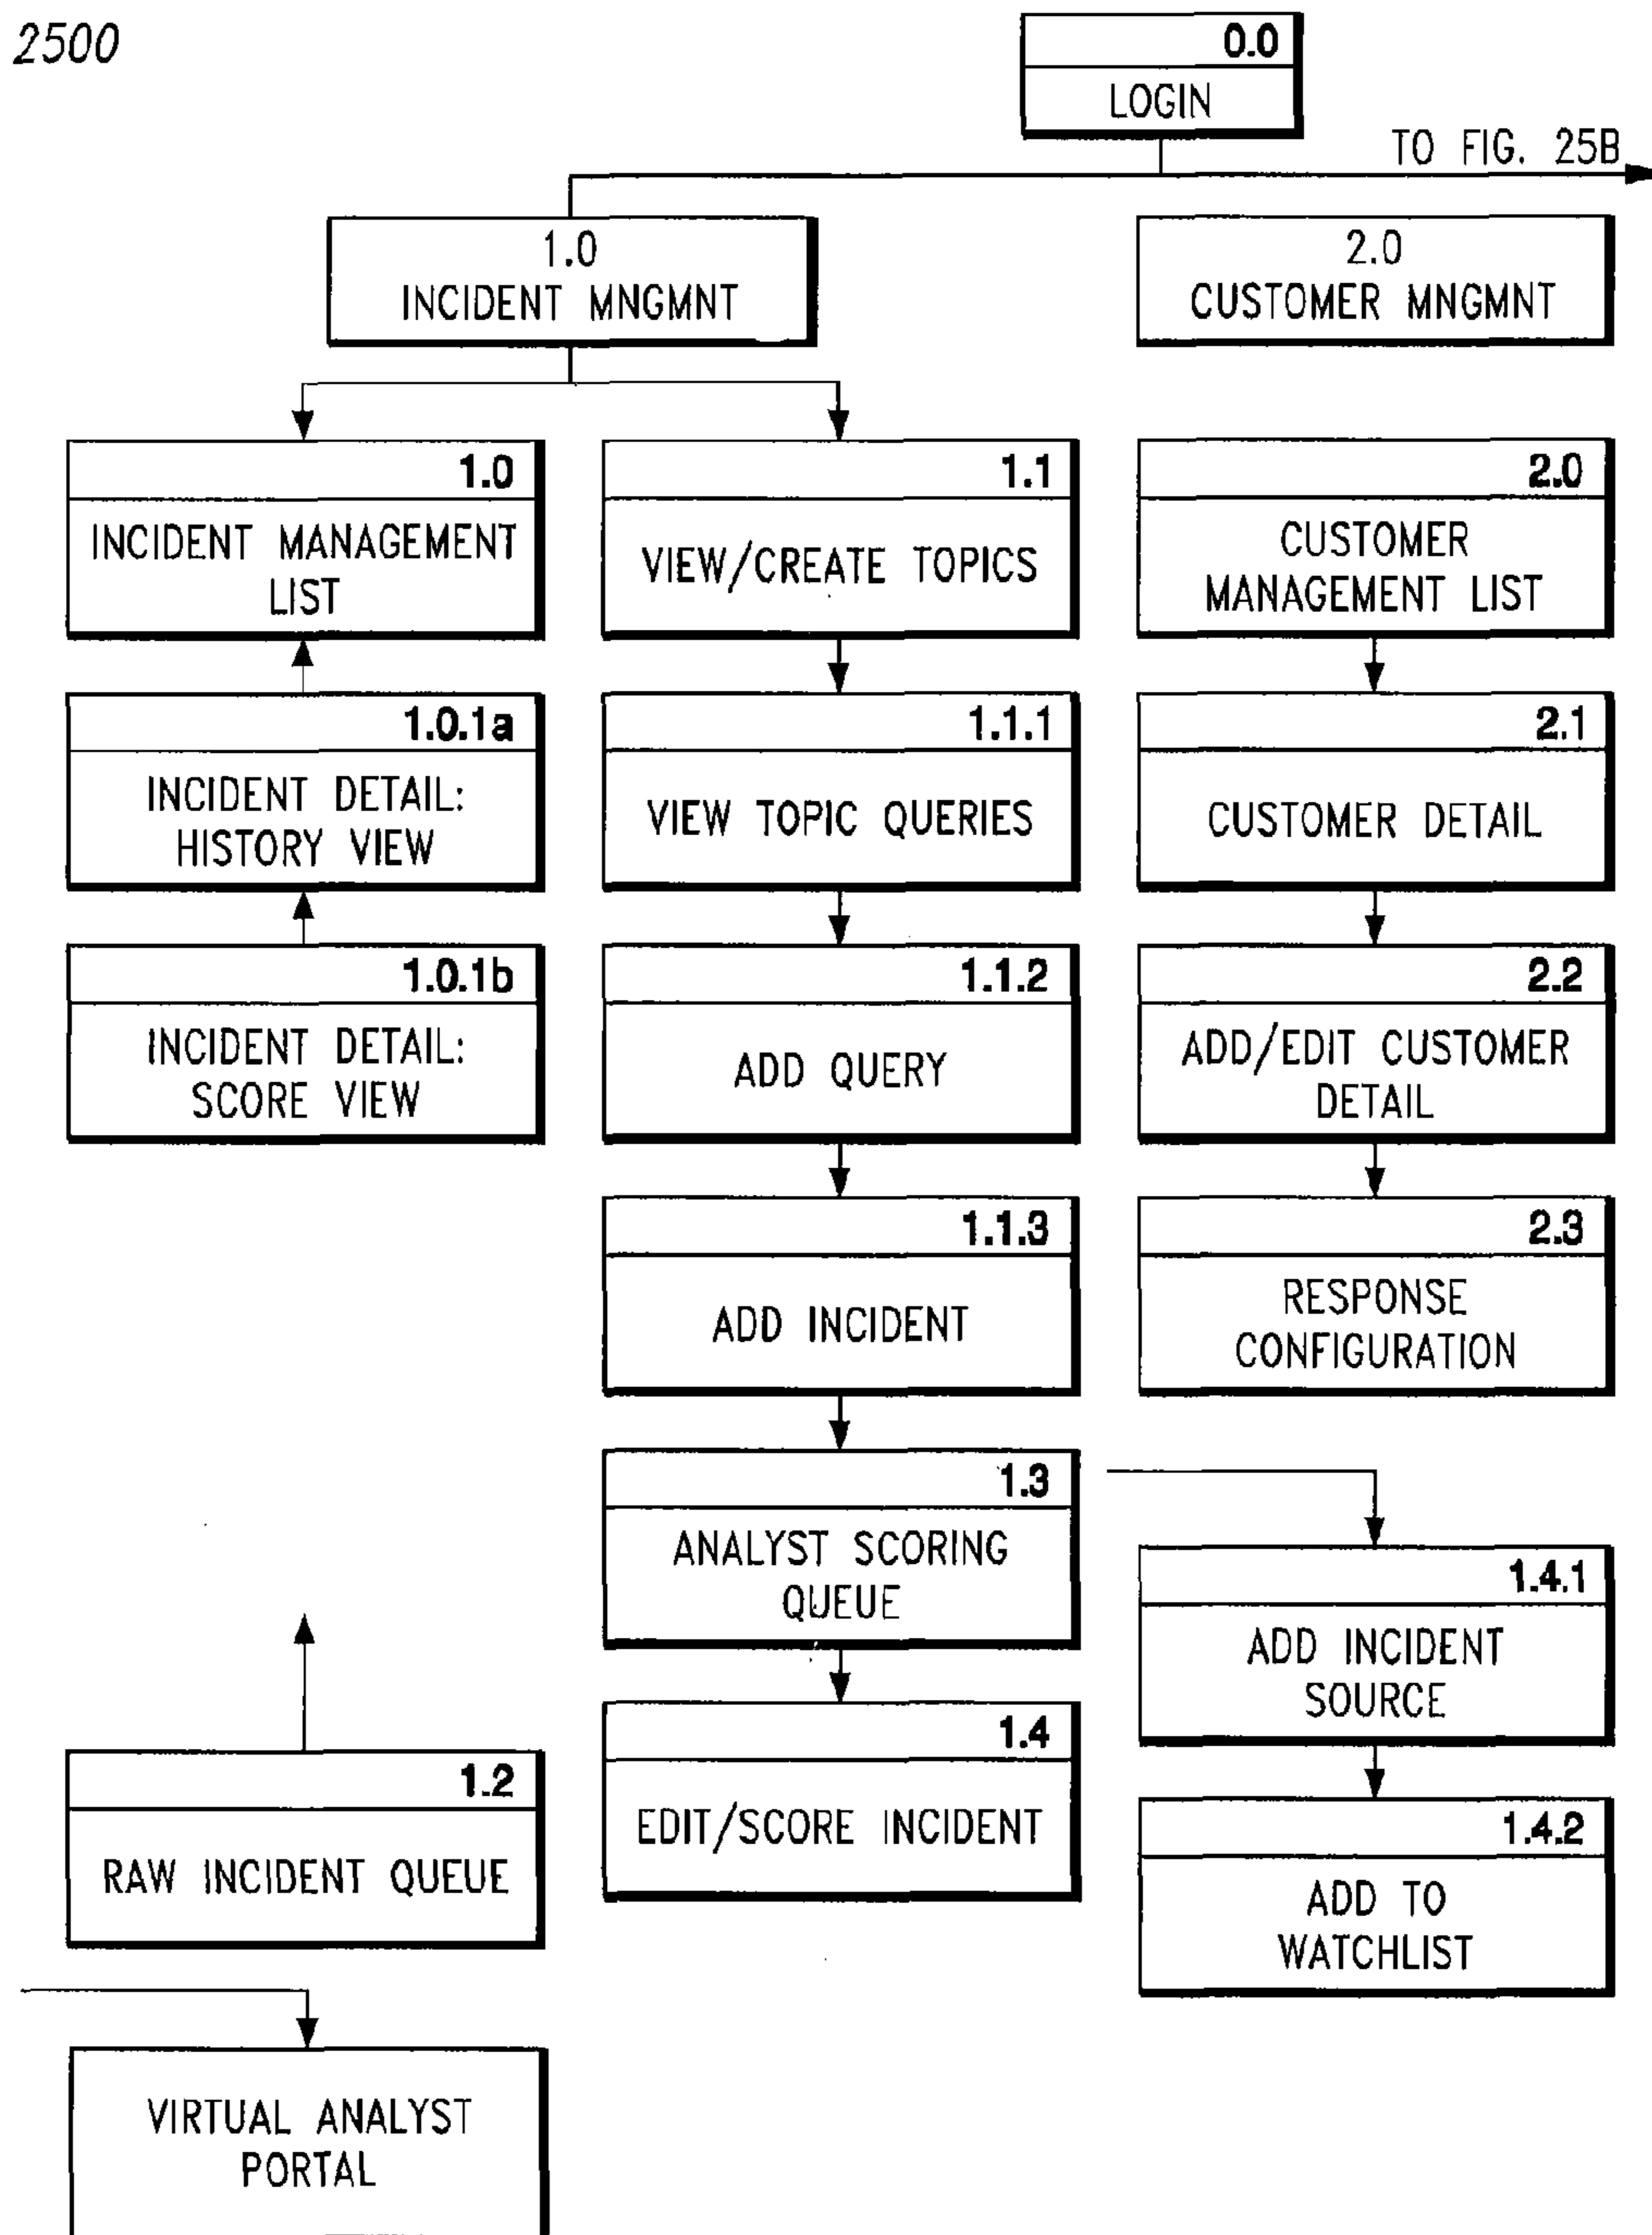 2500
0.0
LOGIN
TO FIG. 25B
1.0
INCIDENT MNGMNT
2.0
CUSTOMER MNGMNT
1.0
INCIDENT MANAGEMENT
LIST
1.1
VIEW/CREATE TOPICS
2.0
CUSTOMER
MANAGEMENT LIST
1.0.1a
INCIDENT DETAIL:
HISTORY VIEW
1.1.1
VIEW TOPIC QUERIES
2.1
CUSTOMER DETAIL
1.0.1b
INCIDENT DETAIL:
SCORE VIEW
1.1.2
ADD QUERY
2.2
ADD/EDIT CUSTOMER
DETAIL
1.1.3
ADD INCIDENT
2.3
RESPONSE
CONFIGURATION
1.3
ANALYST SCORING
QUEUE
1.4.1
ADD INCIDENT
SOURCE
1.2
RAW INCIDENT QUEUE
1.4
EDIT/SCORE INCIDENT
1.4.2
ADD TO
WATCHLIST
VIRTUAL ANALYST
PORTAL